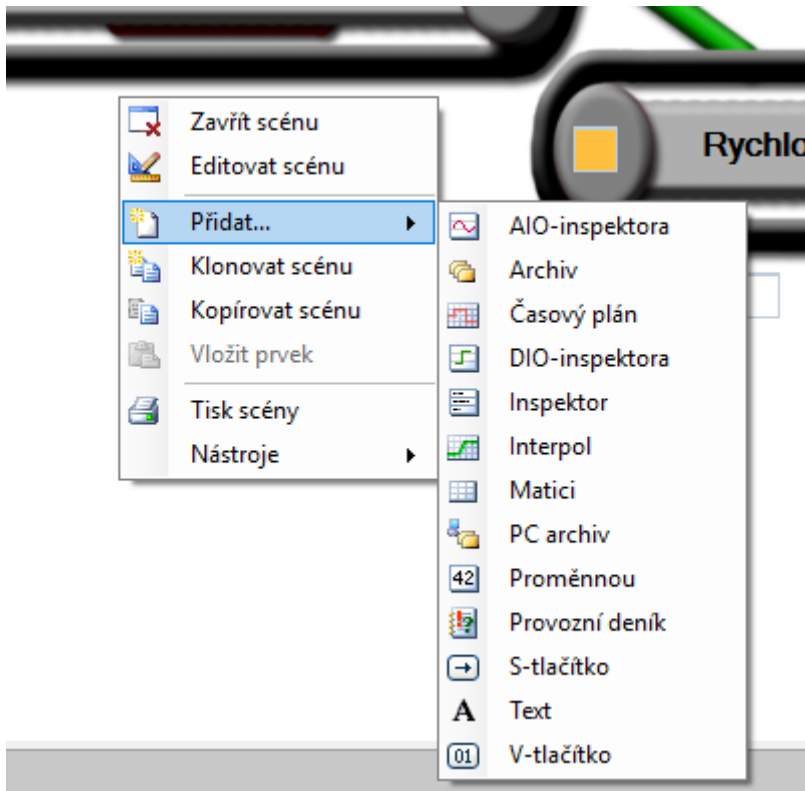 Rychlo
Zavřít scénu
Editovat scénu
Přidat...
Klonovat scénu
Kopírovat scénu
Vložit prvek
Tisk scény
Nástroje
AIO-inspektora
Archiv
Časový plán
DIO-inspektora
Inspektor
Interpol
Matici
PC archiv
42
Proměnnou
Provozní deník
S-tlačítko
A
Text
01
V-tlačítko